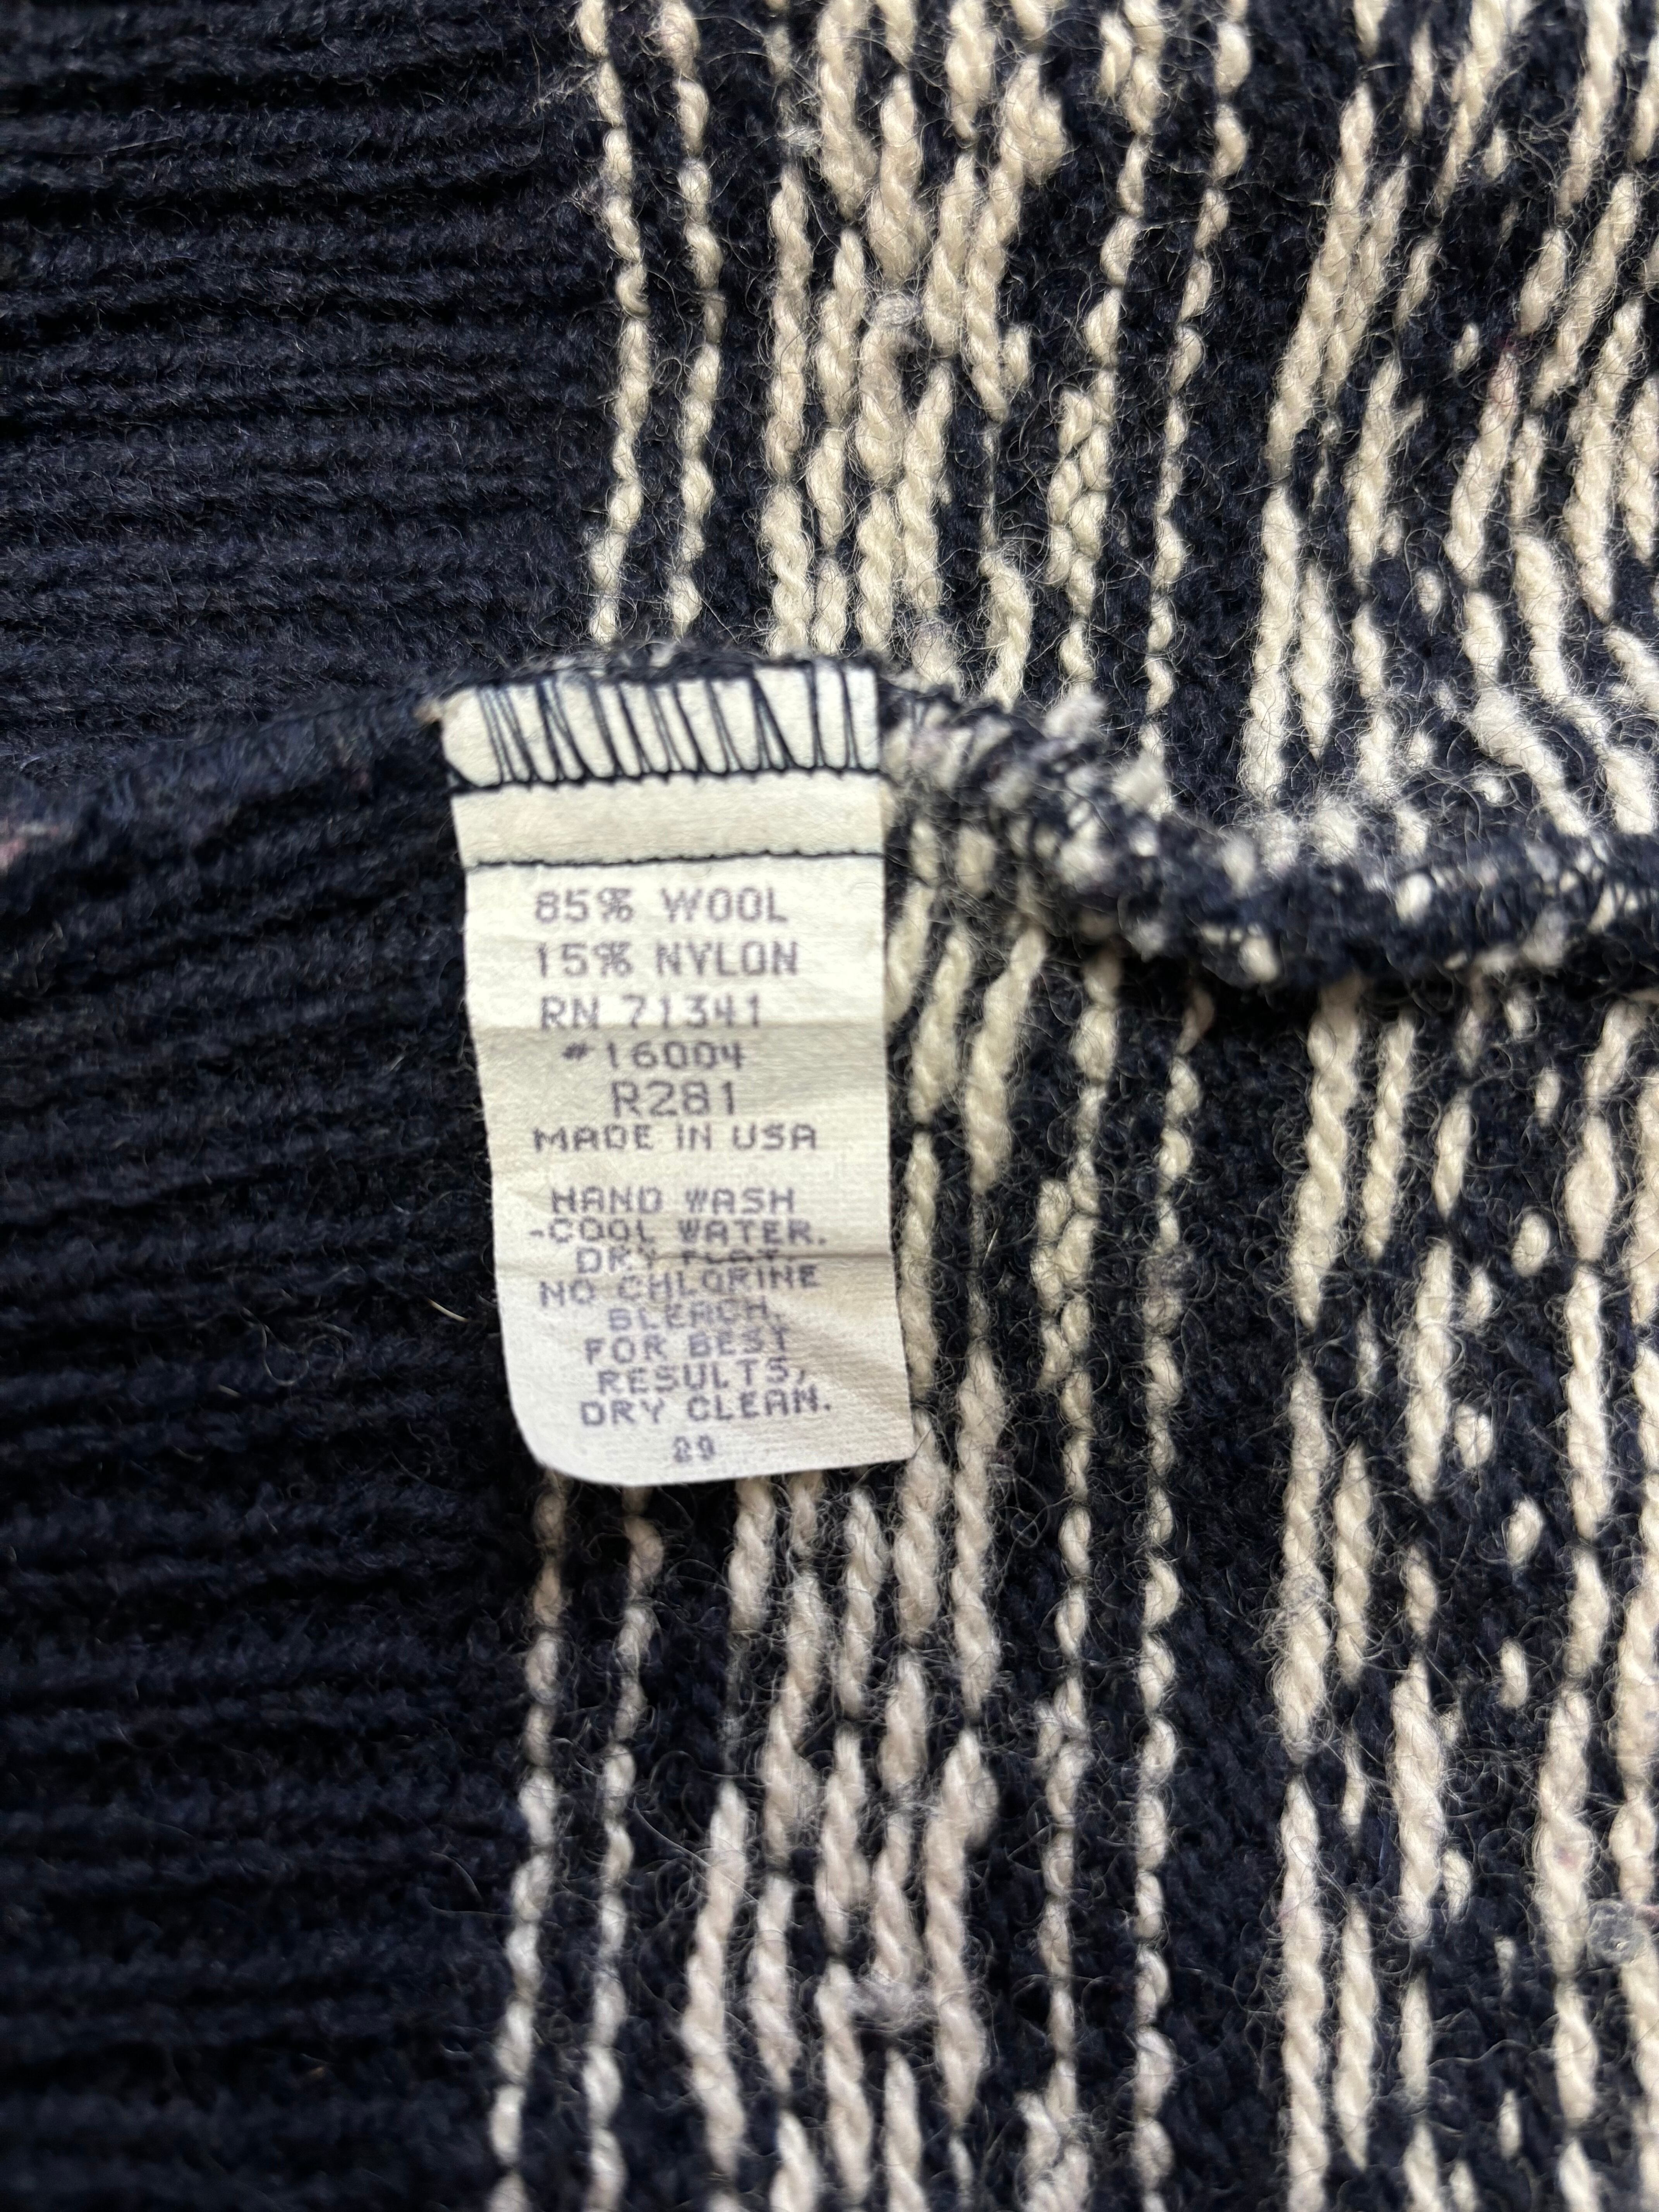 85% WOOL
15% NYLON
RN 71341
#16004
R281
MADE IN USA
HAND WASH
-COOL WATER.
DRY FLAT.
NO CHLORINE
BLEACH.
FOR BEST
RESULTS,
DRY CLEAN.